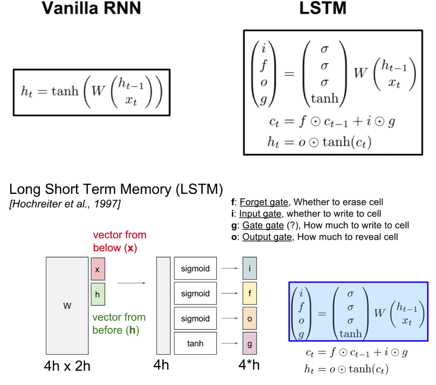 Vanilla RNN
h_t = tanh ( W ( h_{t-1} x_t ) )
LSTM
( i f o g ) = ( σ σ σ tanh ) W ( h_{t-1} x_t )
c_t = f ⊙ c_{t-1} + i ⊙ g
h_t = o ⊙ tanh(c_t)
Long Short Term Memory (LSTM)
[Hochreiter et al., 1997]
f: Forget gate, Whether to erase cell
i: Input gate, whether to write to cell
g: Gate gate (?), How much to write to cell
o: Output gate, How much to reveal cell
vector from
below (x)
x
h
W
vector from
before (h)
sigmoid
i
sigmoid
f
sigmoid
o
tanh
g
4h x 2h
4h
4*h
( i f o g ) = ( σ σ σ tanh ) W ( h_{t-1} x_t )
c_t = f ⊙ c_{t-1} + i ⊙ g
h_t = o ⊙ tanh(c_t)